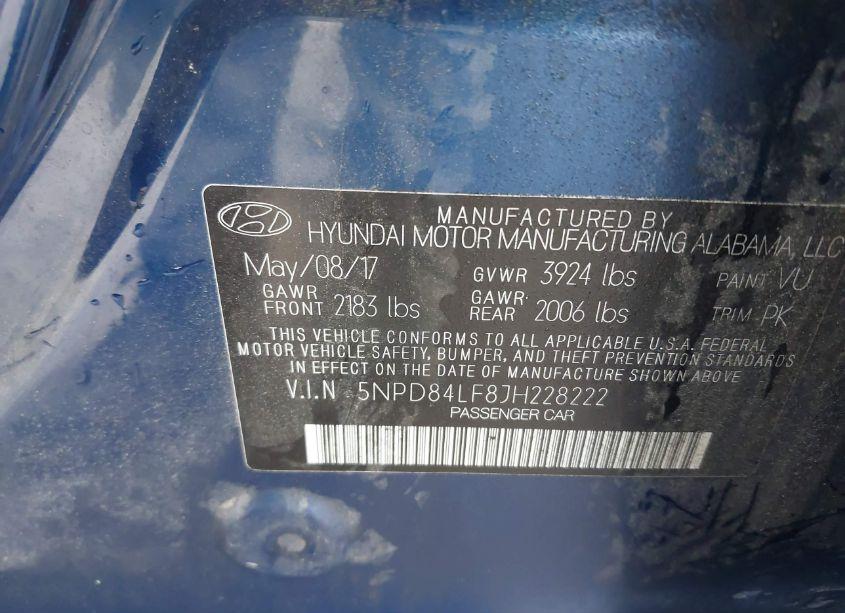 MANUFACTURED BY
HYUNDAI MOTOR MANUFACTURING ALABAMA, LLC
May/08/17 GVWR 3924 lbs PAINT VU
GAWR FRONT 2183 lbs GAWR REAR 2006 lbs TRIM PK
THIS VEHICLE CONFORMS TO ALL APPLICABLE U.S.A. FEDERAL
MOTOR VEHICLE SAFETY, BUMPER, AND THEFT PREVENTION STANDARDS
IN EFFECT ON THE DATE OF MANUFACTURE SHOWN ABOVE
V.I.N 5NPD84LF8JH228222
PASSENGER CAR